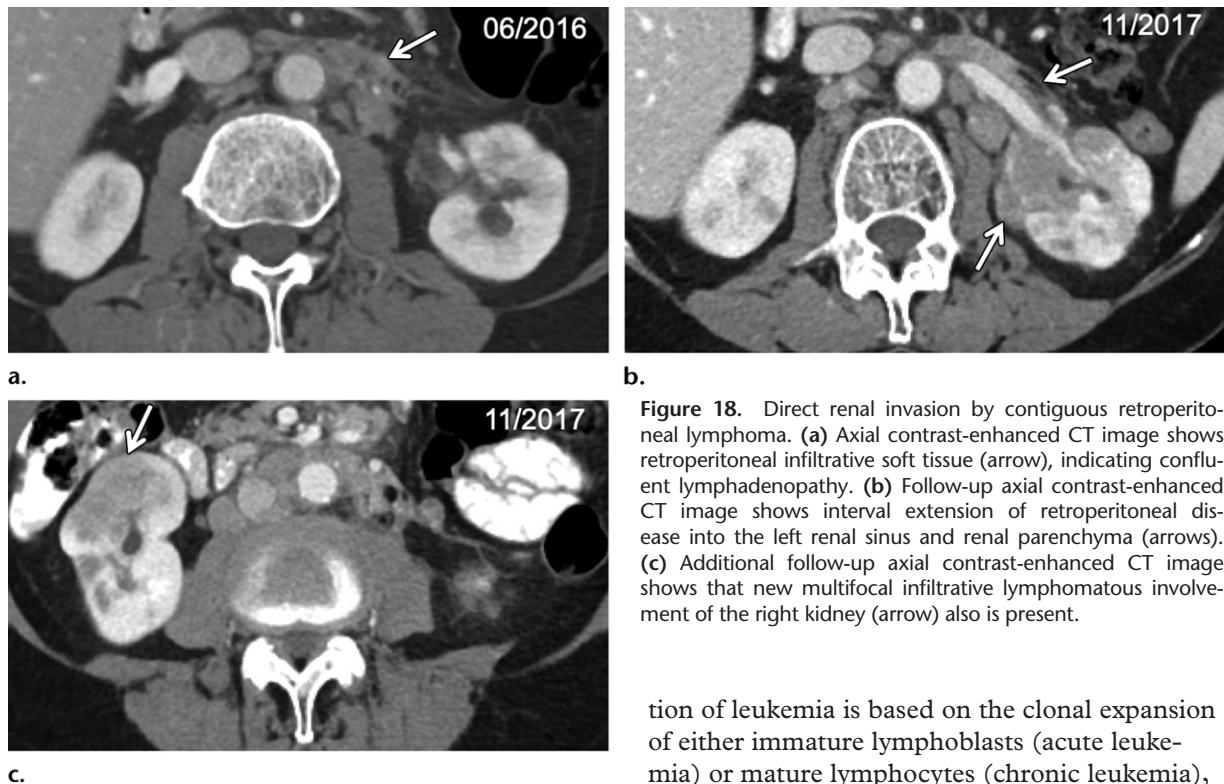 06/2016
11/2017
a.
b.
11/2017
c.
Figure 18. Direct renal invasion by contiguous retroperito-
neal lymphoma. (a) Axial contrast-enhanced CT image shows
retroperitoneal infiltrative soft tissue (arrow), indicating conflu-
ent lymphadenopathy. (b) Follow-up axial contrast-enhanced
CT image shows interval extension of retroperitoneal dis-
ease into the left renal sinus and renal parenchyma (arrows).
(c) Additional follow-up axial contrast-enhanced CT image
shows that new multifocal infiltrative lymphomatous involve-
ment of the right kidney (arrow) also is present.
tion of leukemia is based on the clonal expansion
of either immature lymphoblasts (acute leuke-
mia) or mature lymphocytes (chronic leukemia),